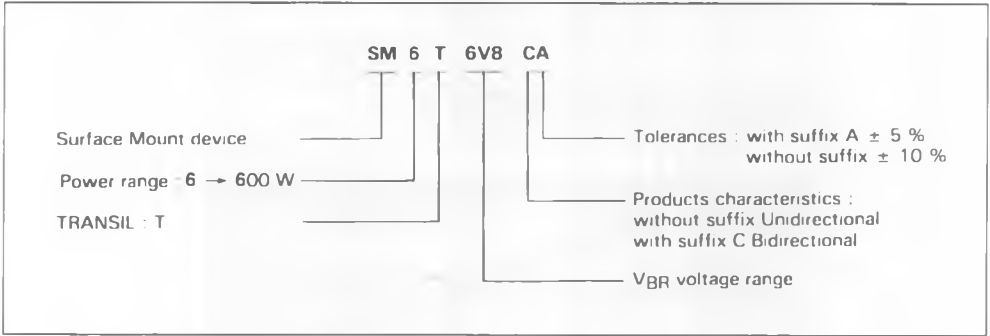 SM 6 T 6V8 CA
Surface Mount device
Power range 6 → 600 W
TRANSIL : T
Tolerances : with suffix A ± 5 %
without suffix ± 10 %
Products characteristics :
without suffix Unidirectional
with suffix C Bidirectional
VBR voltage range